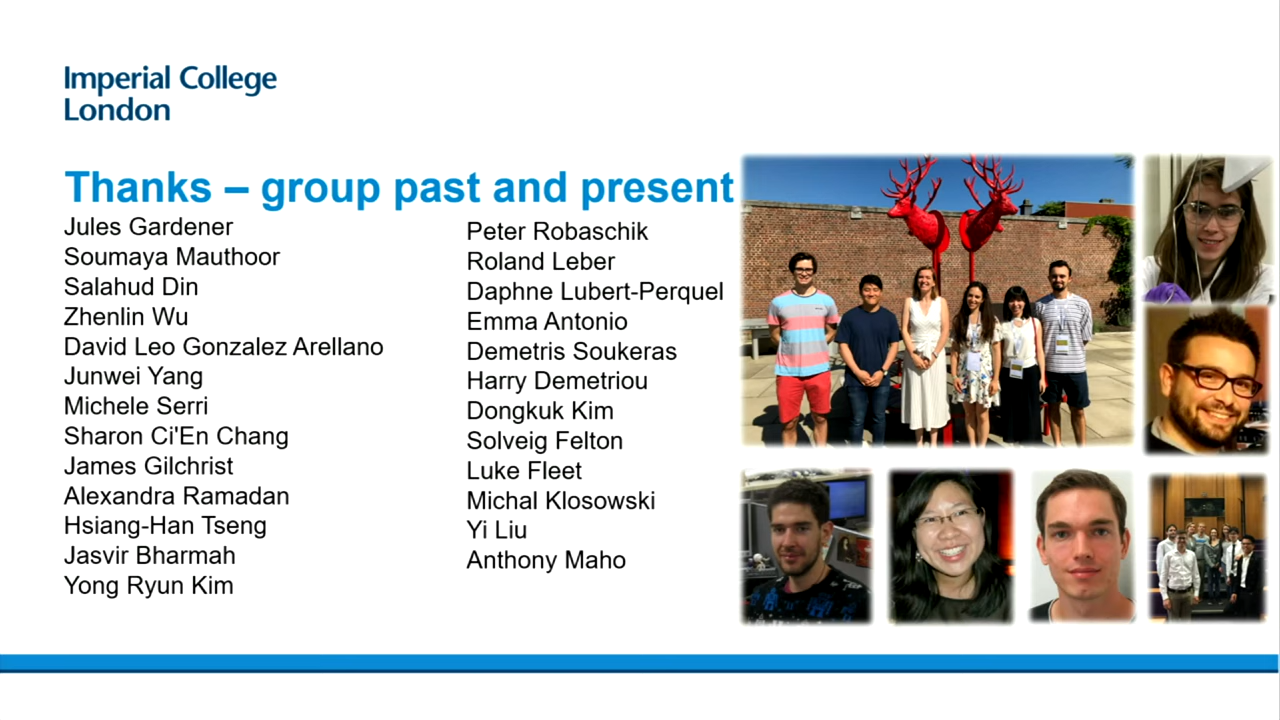 Imperial College
London
Thanks – group past and present
Jules Gardener
Soumaya Mauthoor
Salahud Din
Zhenlin Wu
David Leo Gonzalez Arellano
Junwei Yang
Michele Serri
Sharon Ci'En Chang
James Gilchrist
Alexandra Ramadan
Hsiang-Han Tseng
Jasvir Bharmah
Yong Ryun Kim
Peter Robaschik
Roland Leber
Daphne Lubert-Perquel
Emma Antonio
Demetris Soukeras
Harry Demetriou
Dongkuk Kim
Solveig Felton
Luke Fleet
Michal Klosowski
Yi Liu
Anthony Maho